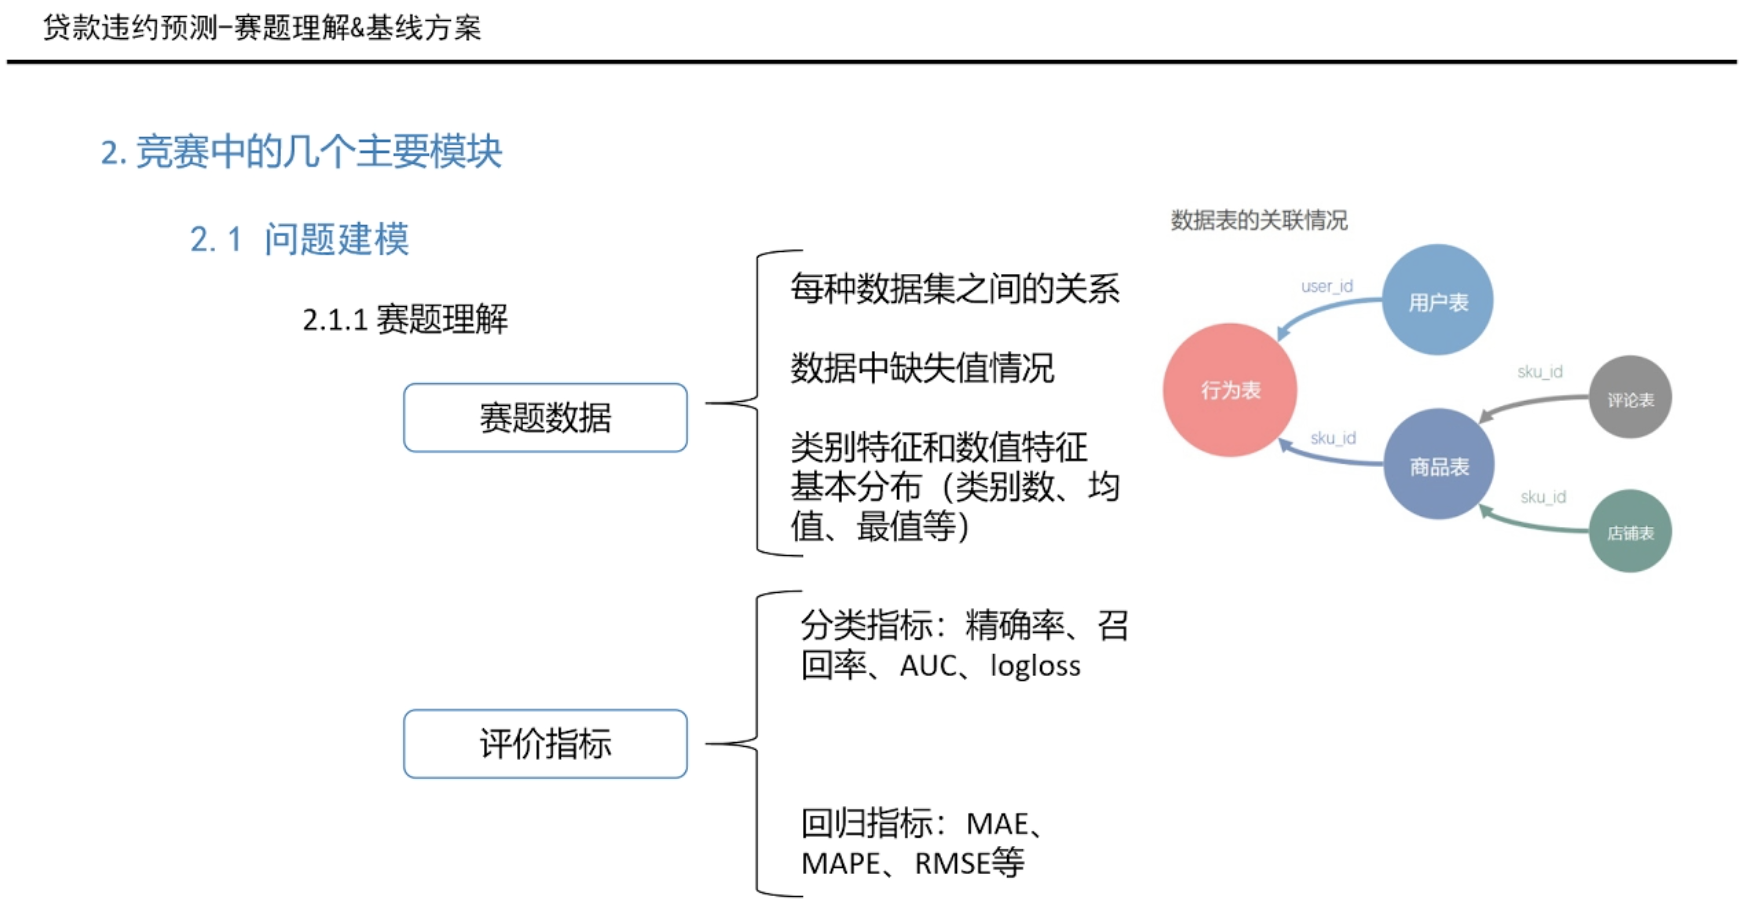 贷款违约预测-赛题理解&基线方案
2. 竞赛中的几个主要模块
2.1 问题建模
2.1.1 赛题理解
赛题数据
每种数据集之间的关系
数据中缺失值情况
类别特征和数值特征
基本分布（类别数、均
值、最值等）
数据表的关联情况
user_id
用户表
行为表
sku_id
评论表
sku_id
商品表
sku_id
店铺表
评价指标
分类指标：精确率、召
回率、AUC、logloss
回归指标：MAE、
MAPE、RMSE等